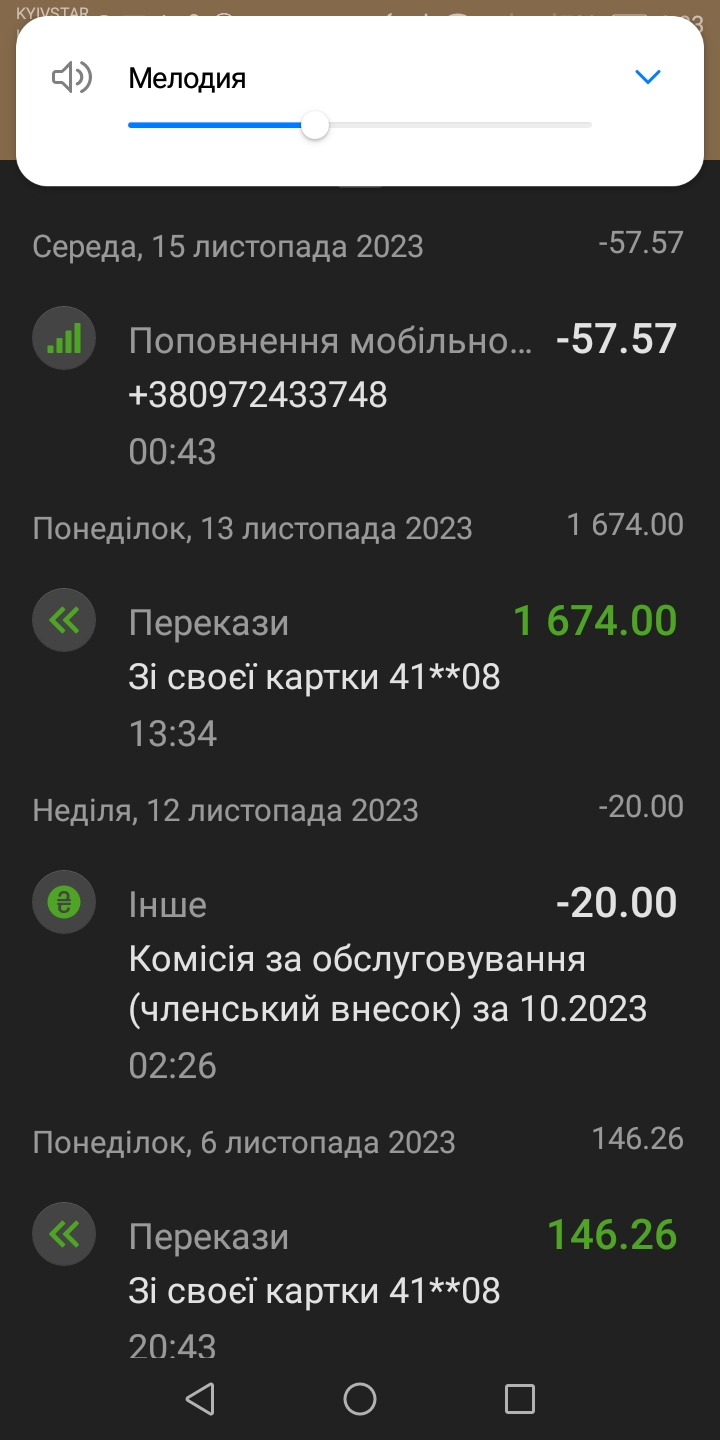 KYIVSTAR
Мелодия
Середа, 15 листопада 2023 -57.57
Поповнення мобільно... -57.57
+380972433748
00:43
Понеділок, 13 листопада 2023 1 674.00
Перекази 1 674.00
Зі своєї картки 41**08
13:34
Неділя, 12 листопада 2023 -20.00
Інше -20.00
Комісія за обслуговування
(членський внесок) за 10.2023
02:26
Понеділок, 6 листопада 2023 146.26
Перекази 146.26
Зі своєї картки 41**08
20:43